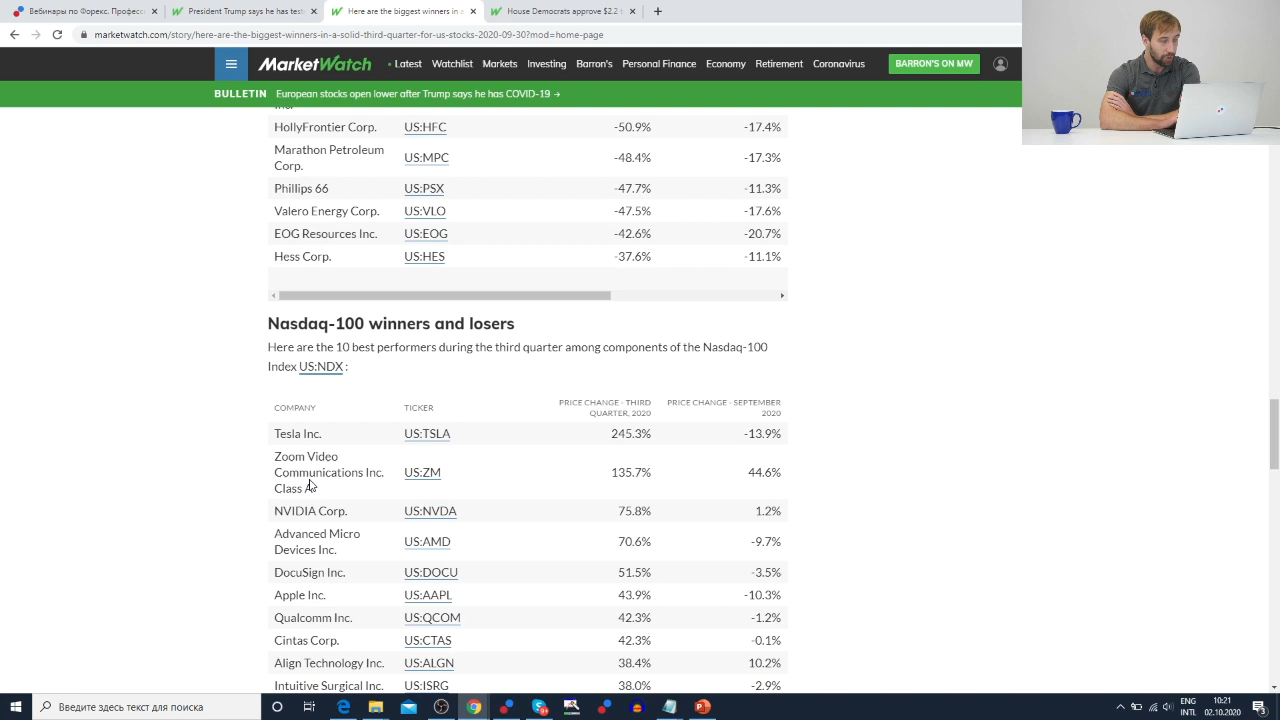 Вебинары по Форекс. Професс
President Trump says he has test
Here are the biggest winners in a
House Democrats approve $2.2 t
marketwatch.com/story/here-are-the-biggest-winners-in-a-solid-third-quarter-for-us-stocks-2020-09-30?mod=home-page
MarketWatch
Latest Watchlist Markets Investing Barron's Personal Finance Economy Retirement Coronavirus
BARRON'S ON MW
BULLETIN European stocks open lower after Trump says he has COVID-19 →
HollyFrontier Corp. US:HFC -50.9% -17.4%
Marathon Petroleum
Corp. US:MPC -48.4% -17.3%
Phillips 66 US:PSX -47.7% -11.3%
Valero Energy Corp. US:VLO -47.5% -17.6%
EOG Resources Inc. US:EOG -42.6% -20.7%
Hess Corp. US:HES -37.6% -11.1%
Nasdaq-100 winners and losers
Here are the 10 best performers during the third quarter among components of the Nasdaq-100
Index US:NDX :
COMPANY TICKER PRICE CHANGE - THIRD QUARTER, 2020 PRICE CHANGE - SEPTEMBER 2020
Tesla Inc. US:TSLA 245.3% -13.9%
Zoom Video
Communications Inc. US:ZM 135.7% 44.6%
Class A
NVIDIA Corp. US:NVDA 75.8% 1.2%
Advanced Micro
Devices Inc. US:AMD 70.6% -9.7%
DocuSign Inc. US:DOCU 51.5% -3.5%
Apple Inc. US:AAPL 43.9% -10.3%
Qualcomm Inc. US:QCOM 42.3% -1.2%
Cintas Corp. US:CTAS 42.3% -0.1%
Align Technology Inc. US:ALGN 38.4% 10.2%
Intuitive Surgical Inc. US:ISRG 38.0% -2.9%
Введите здесь текст для поиска
ENG 10:21
INTL 02.10.2020